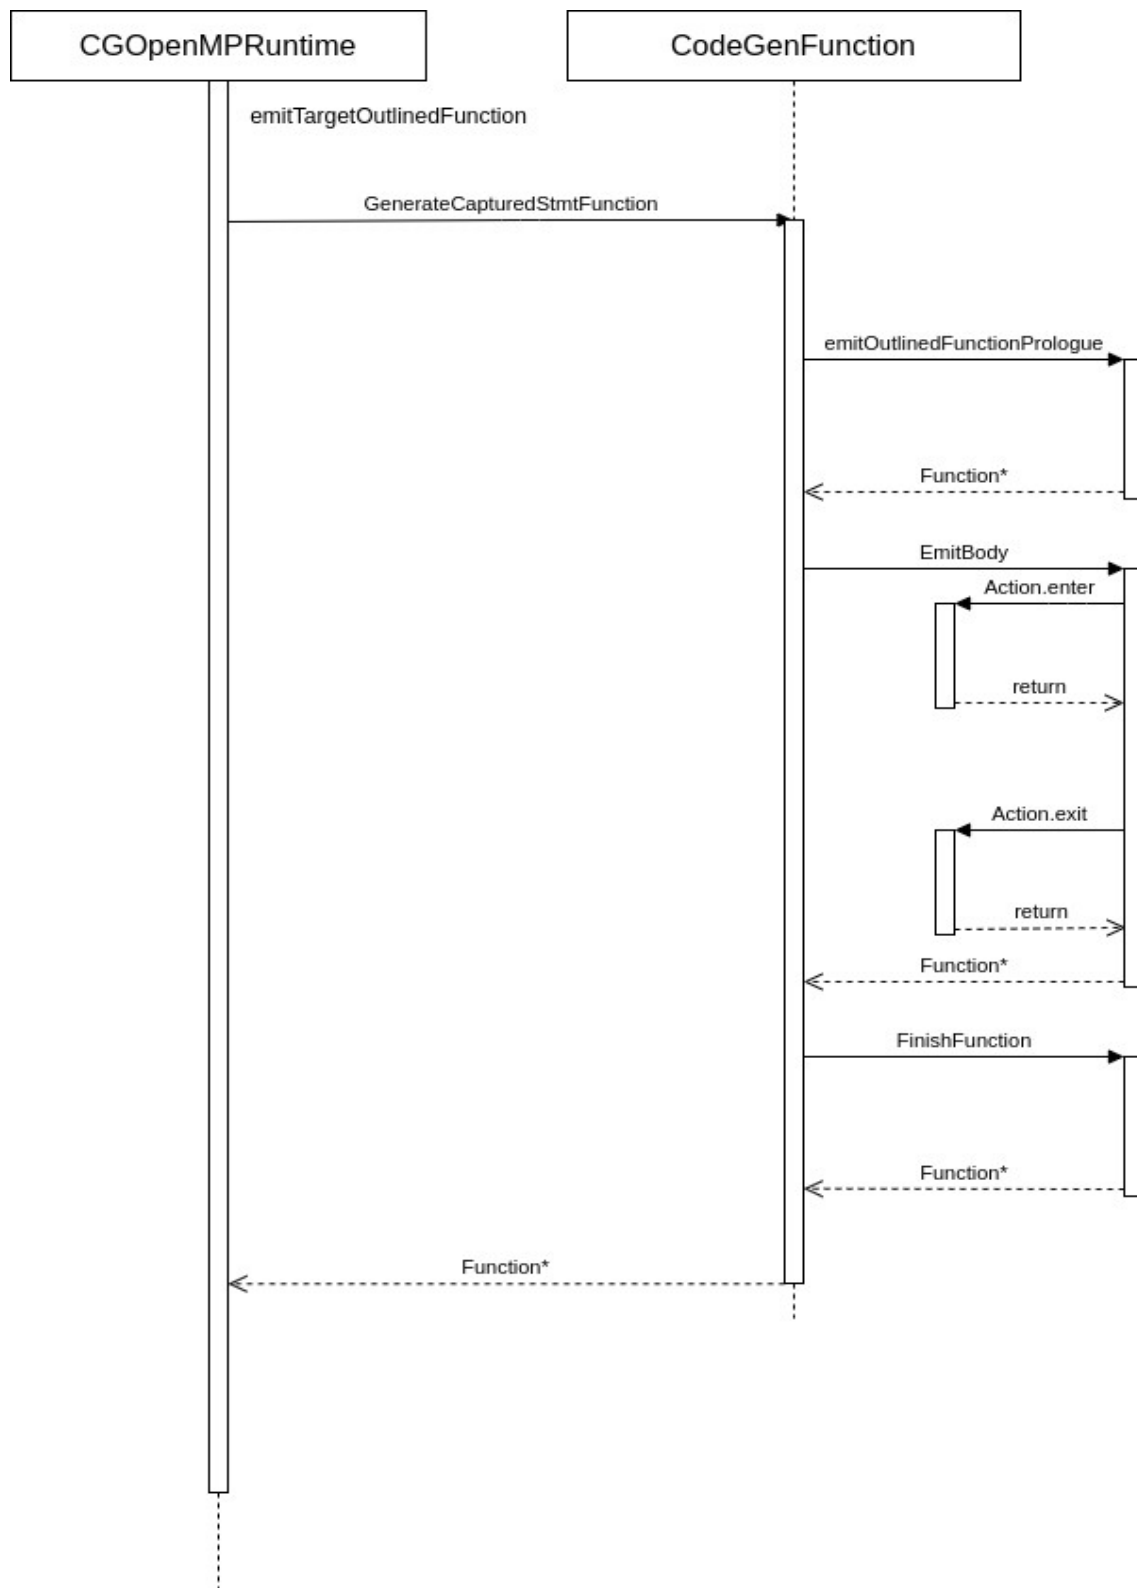 CGOpenMPRuntime
CodeGenFunction
emitTargetOutlinedFunction
GenerateCapturedStmtFunction
emitOutlinedFunctionPrologue
Function*
EmitBody
Action.enter
return
Action.exit
return
Function*
FinishFunction
Function*
Function*